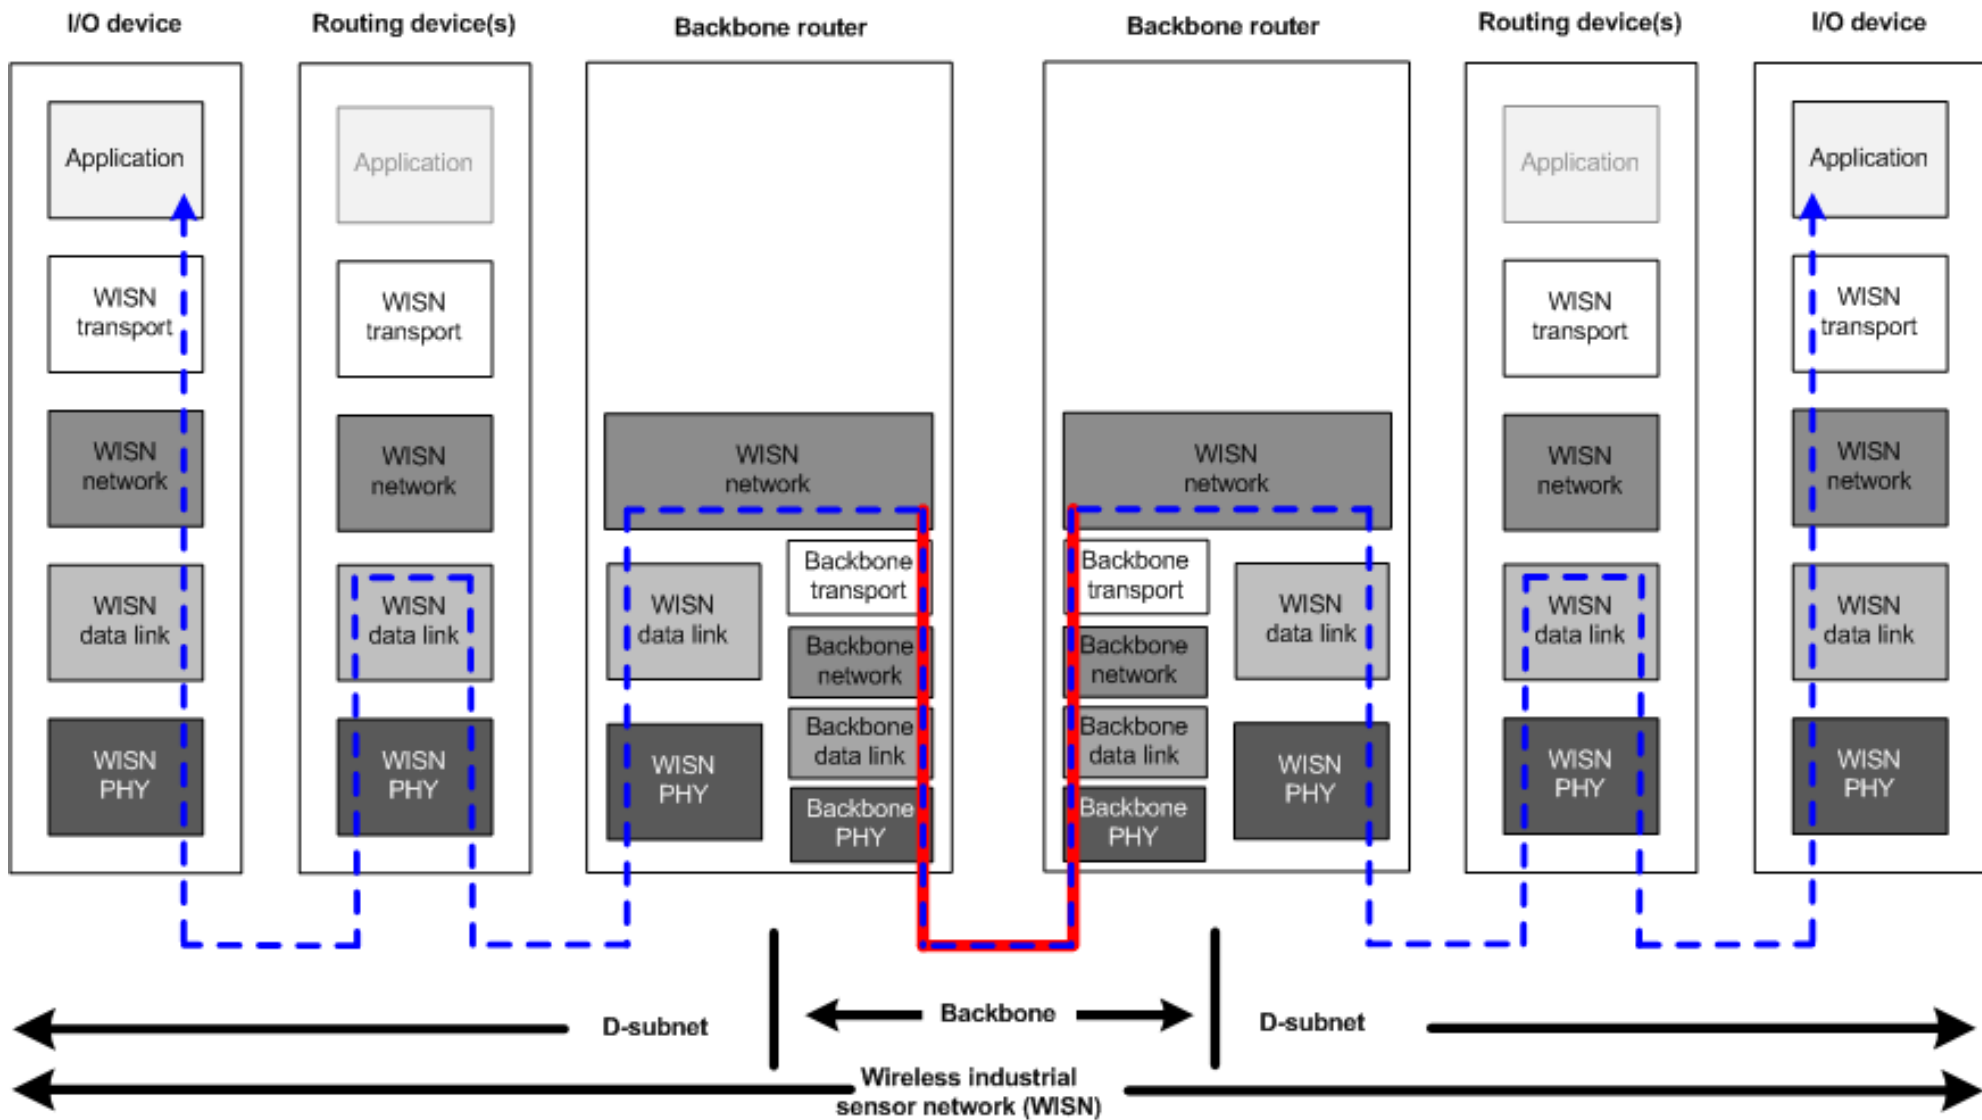 I/O device
Routing device(s)
Backbone router
Backbone router
Routing device(s)
I/O device
Application
WISN
transport
WISN
network
WISN
data link
WISN
PHY
Application
WISN
transport
WISN
network
WISN
data link
WISN
PHY
WISN
network
WISN
data link
WISN
PHY
Backbone
transport
Backbone
network
Backbone
data link
Backbone
PHY
WISN
network
Backbone
transport
Backbone
network
Backbone
data link
Backbone
PHY
WISN
data link
WISN
PHY
Application
WISN
transport
WISN
network
WISN
data link
WISN
PHY
Application
WISN
transport
WISN
network
WISN
data link
WISN
PHY
D-subnet
Backbone
D-subnet
Wireless industrial
sensor network (WISN)